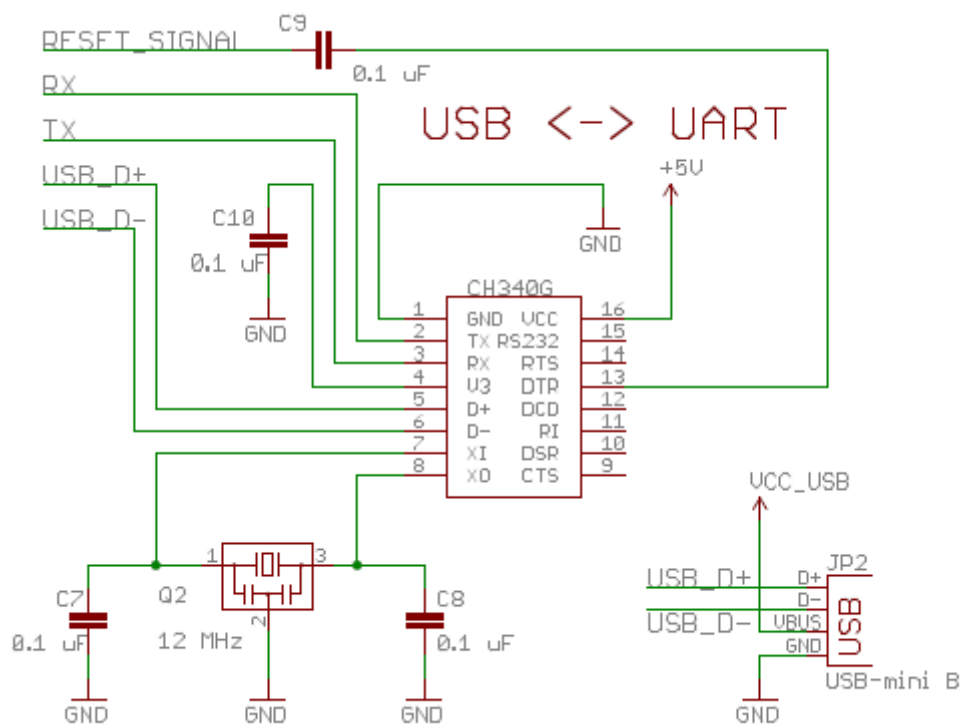 C9
RESET_SIGNAL
0.1 uF
RX
USB <-> UART
TX
+5V
USB_D+
USB_D-
C10
0.1 uF
GND
GND
CH340G
1 GND VCC 16
2 TX RS232 15
3 RX RTS 14
4 V3 DTR 13
5 D+ DCD 12
6 D- RI 11
7 XI DSR 10
8 XO CTS 9
VCC_USB
1 3
JP2
USB_D+ D+
C7 Q2 2 C8 D-
USB_D- VBUS
0.1 uF 12 MHz 0.1 uF GND
USB
USB-mini B
GND GND GND GND